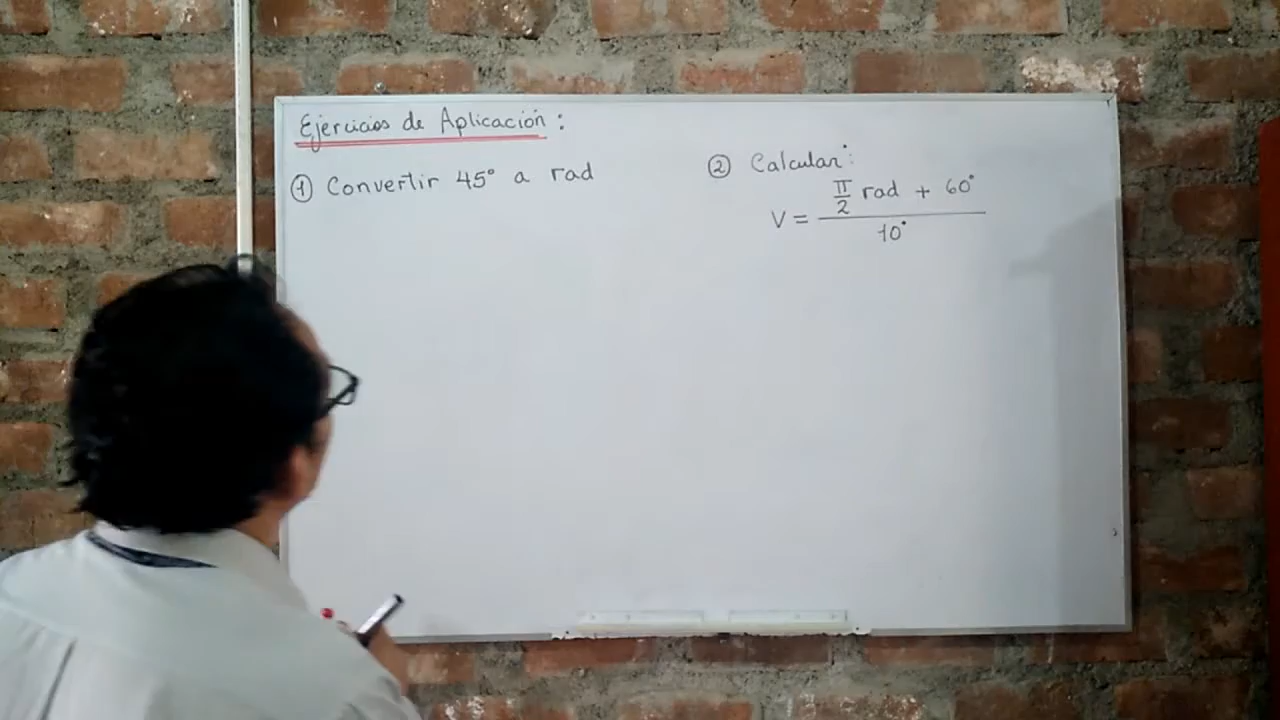 Ejercicios de Aplicación:
① Convertir 45° a rad
② Calcular:
V = (π/2 rad + 60°) / 10°